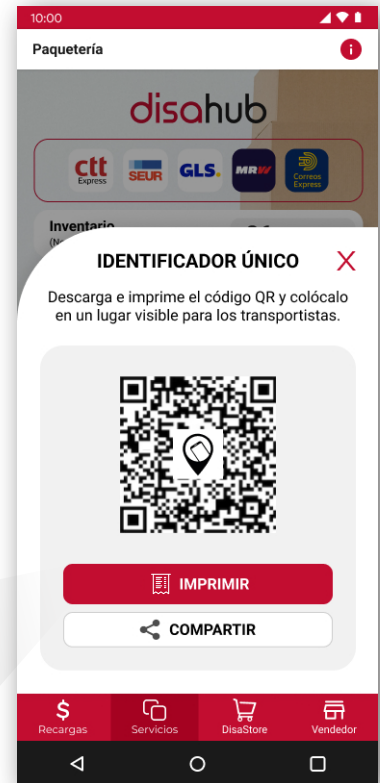 10:00
Paquetería
disahub
ctt
Express
SEUR
GLS.
MRW
Correos
Express
Inventario
IDENTIFICADOR ÚNICO
Descarga e imprime el código QR y colócalo
en un lugar visible para los transportistas.
IMPRIMIR
COMPARTIR
Recargas
Servicios
DisaStore
Vendedor